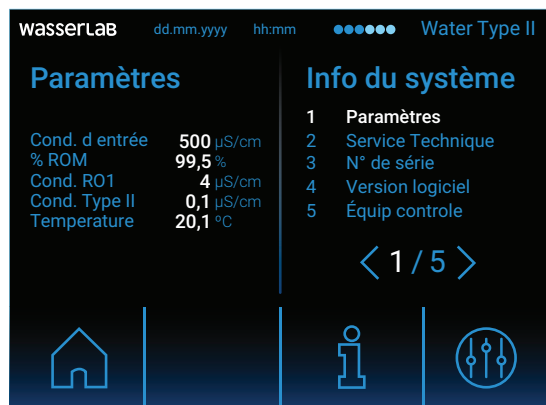 wasserlab dd.mm.yyyy hh:mm Water Type II
Paramètres
Cond. d entrée 500 µS/cm
% ROM 99,5 %
Cond. RO1 4 µS/cm
Cond. Type II 0,1 µS/cm
Temperature 20,1 ºC
Info du système
1 Paramètres
2 Service Technique
3 N° de série
4 Version logiciel
5 Équip controle
1 / 5